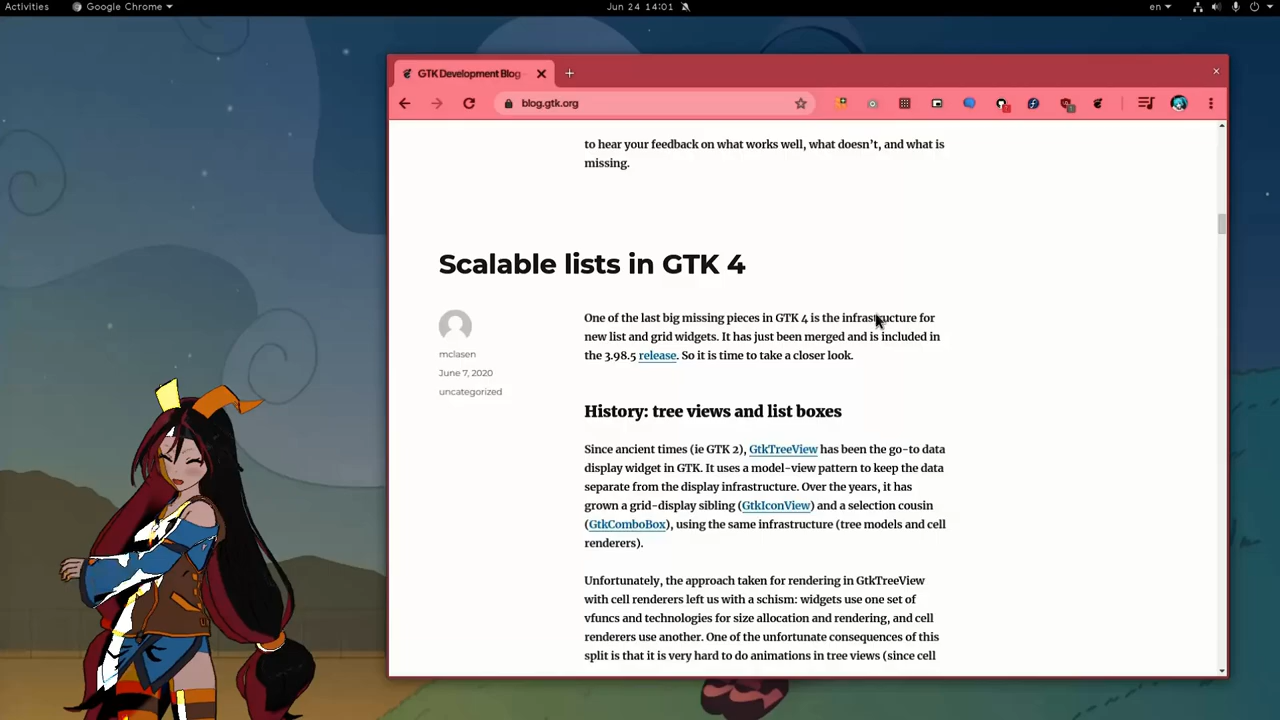 Activities
Google Chrome
Jun 24 14:01
en
GTK Development Blog
blog.gtk.org
to hear your feedback on what works well, what doesn’t, and what is
missing.
Scalable lists in GTK 4
mclasen
June 7, 2020
uncategorized
One of the last big missing pieces in GTK 4 is the infrastructure for
new list and grid widgets. It has just been merged and is included in
the 3.98.5 release. So it is time to take a closer look.
History: tree views and list boxes
Since ancient times (ie GTK 2), GtkTreeView has been the go-to data
display widget in GTK. It uses a model-view pattern to keep the data
separate from the display infrastructure. Over the years, it has
grown a grid-display sibling (GtkIconView) and a selection cousin
(GtkComboBox), using the same infrastructure (tree models and cell
renderers).
Unfortunately, the approach taken for rendering in GtkTreeView
with cell renderers left us with a schism: widgets use one set of
vfuncs and technologies for size allocation and rendering, and cell
renderers use another. One of the unfortunate consequences of this
split is that it is very hard to do animations in tree views (since cell